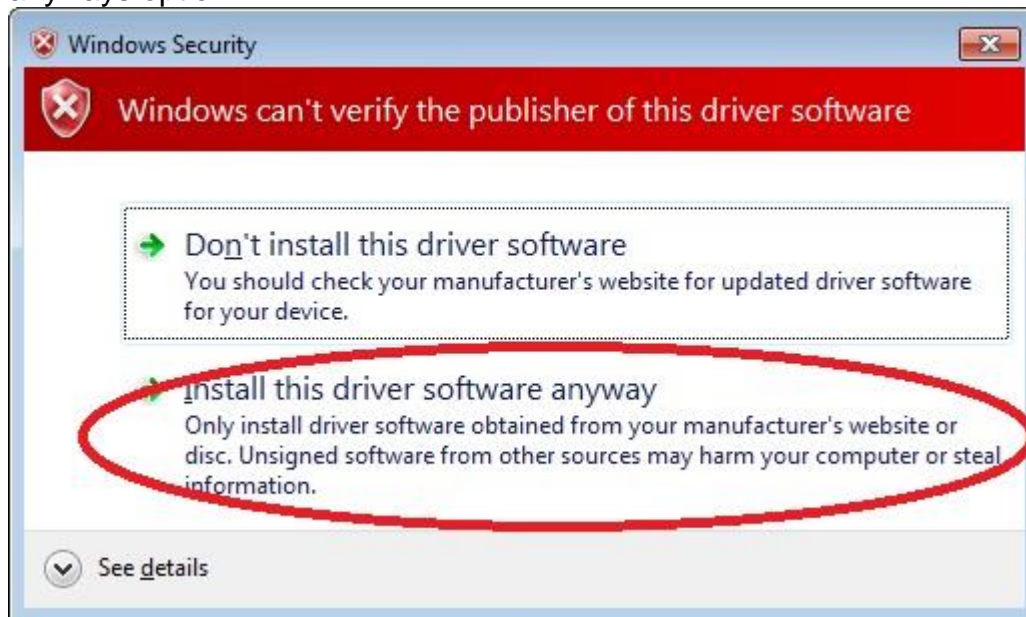 Windows Security
Windows can't verify the publisher of this driver software
Don't install this driver software
You should check your manufacturer's website for updated driver software
for your device.
Install this driver software anyway
Only install driver software obtained from your manufacturer's website or
disc. Unsigned software from other sources may harm your computer or steal
information.
See details